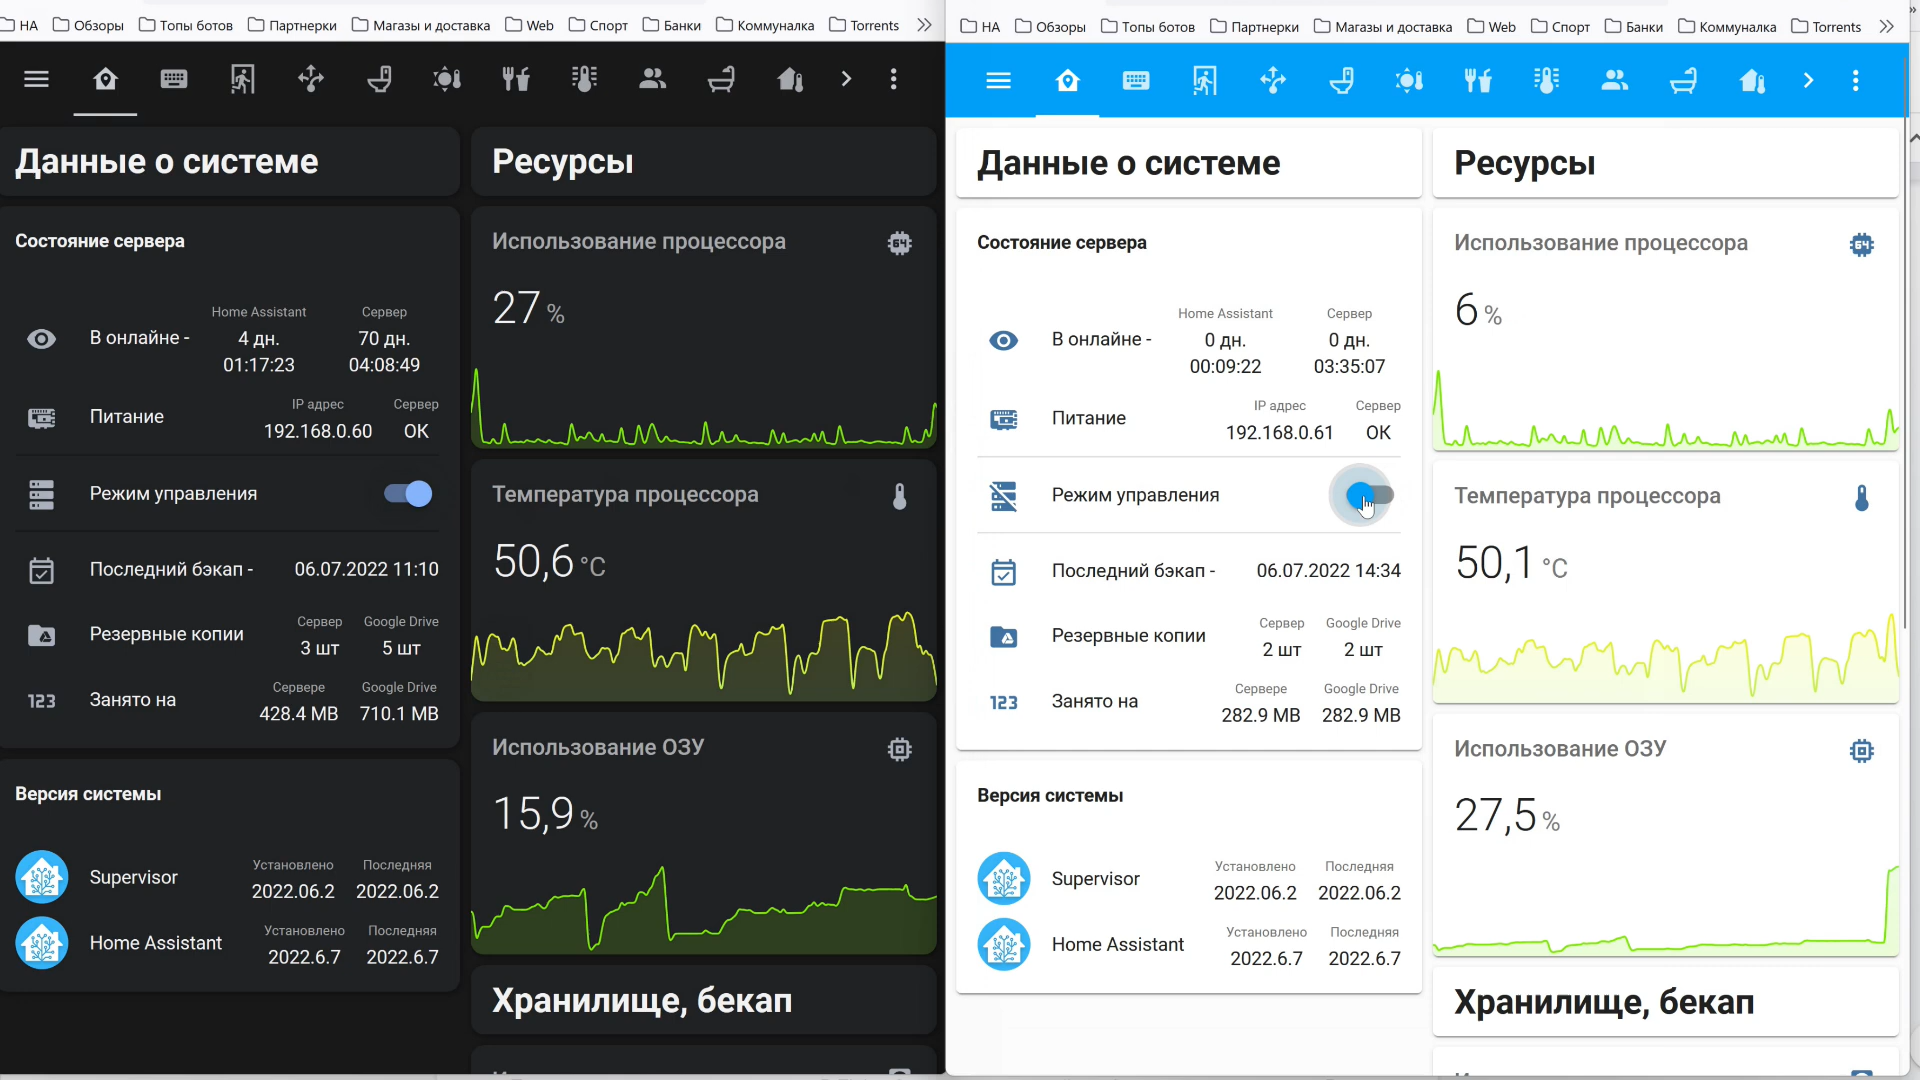 НА Обзоры Топы ботов Партнерки Магазы и доставка Web Спорт Банки Коммуналка Torrents
Данные о системе
Состояние сервера
Home Assistant Сервер
В онлайне - 4 дн. 70 дн.
01:17:23 04:08:49
IP адрес Сервер
Питание 192.168.0.60 ОК
Режим управления
Последний бэкап - 06.07.2022 11:10
Сервер Google Drive
Резервные копии 3 шт 5 шт
Сервере Google Drive
123 Занято на 428.4 MB 710.1 MB
Версия системы
Установлено Последняя
Supervisor 2022.06.2 2022.06.2
Установлено Последняя
Home Assistant 2022.6.7 2022.6.7
Ресурсы
Использование процессора
64
27 %
Температура процессора
50,6 °C
Использование ОЗУ
15,9 %
Хранилище, бекап
НА Обзоры Топы ботов Партнерки Магазы и доставка Web Спорт Банки Коммуналка Torrents
Данные о системе
Состояние сервера
Home Assistant Сервер
В онлайне - 0 дн. 0 дн.
00:09:22 03:35:07
IP адрес Сервер
Питание 192.168.0.61 ОК
Режим управления
Последний бэкап - 06.07.2022 14:34
Сервер Google Drive
Резервные копии 2 шт 2 шт
Сервере Google Drive
123 Занято на 282.9 MB 282.9 MB
Версия системы
Установлено Последняя
Supervisor 2022.06.2 2022.06.2
Установлено Последняя
Home Assistant 2022.6.7 2022.6.7
Ресурсы
Использование процессора
64
6 %
Температура процессора
50,1 °C
Использование ОЗУ
27,5 %
Хранилище, бекап